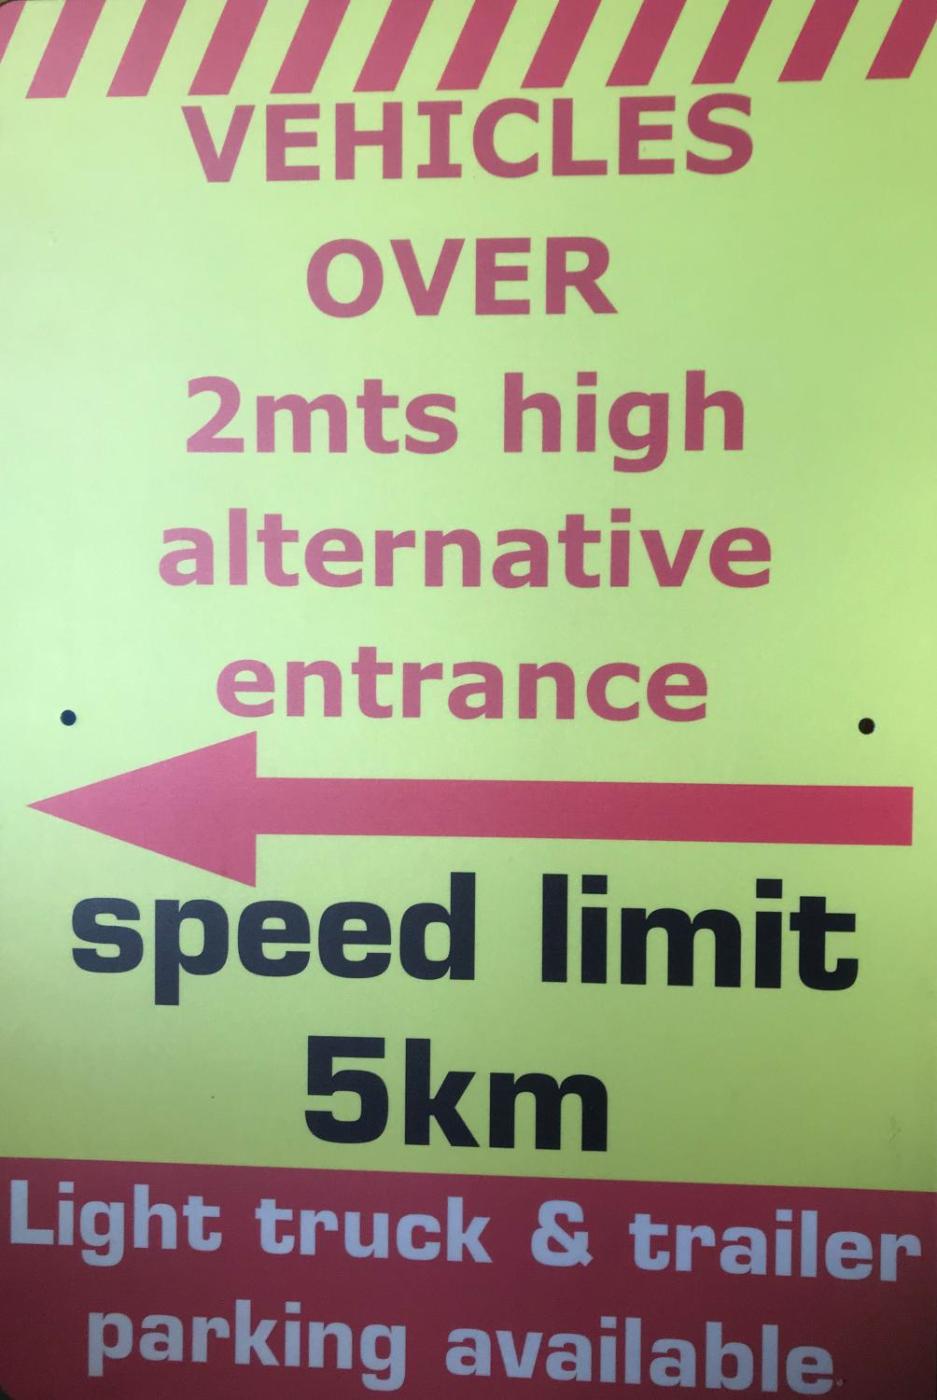 VEHICLES
OVER
2mts high
alternative
entrance
speed limit
5km
Light truck & trailer
parking available.